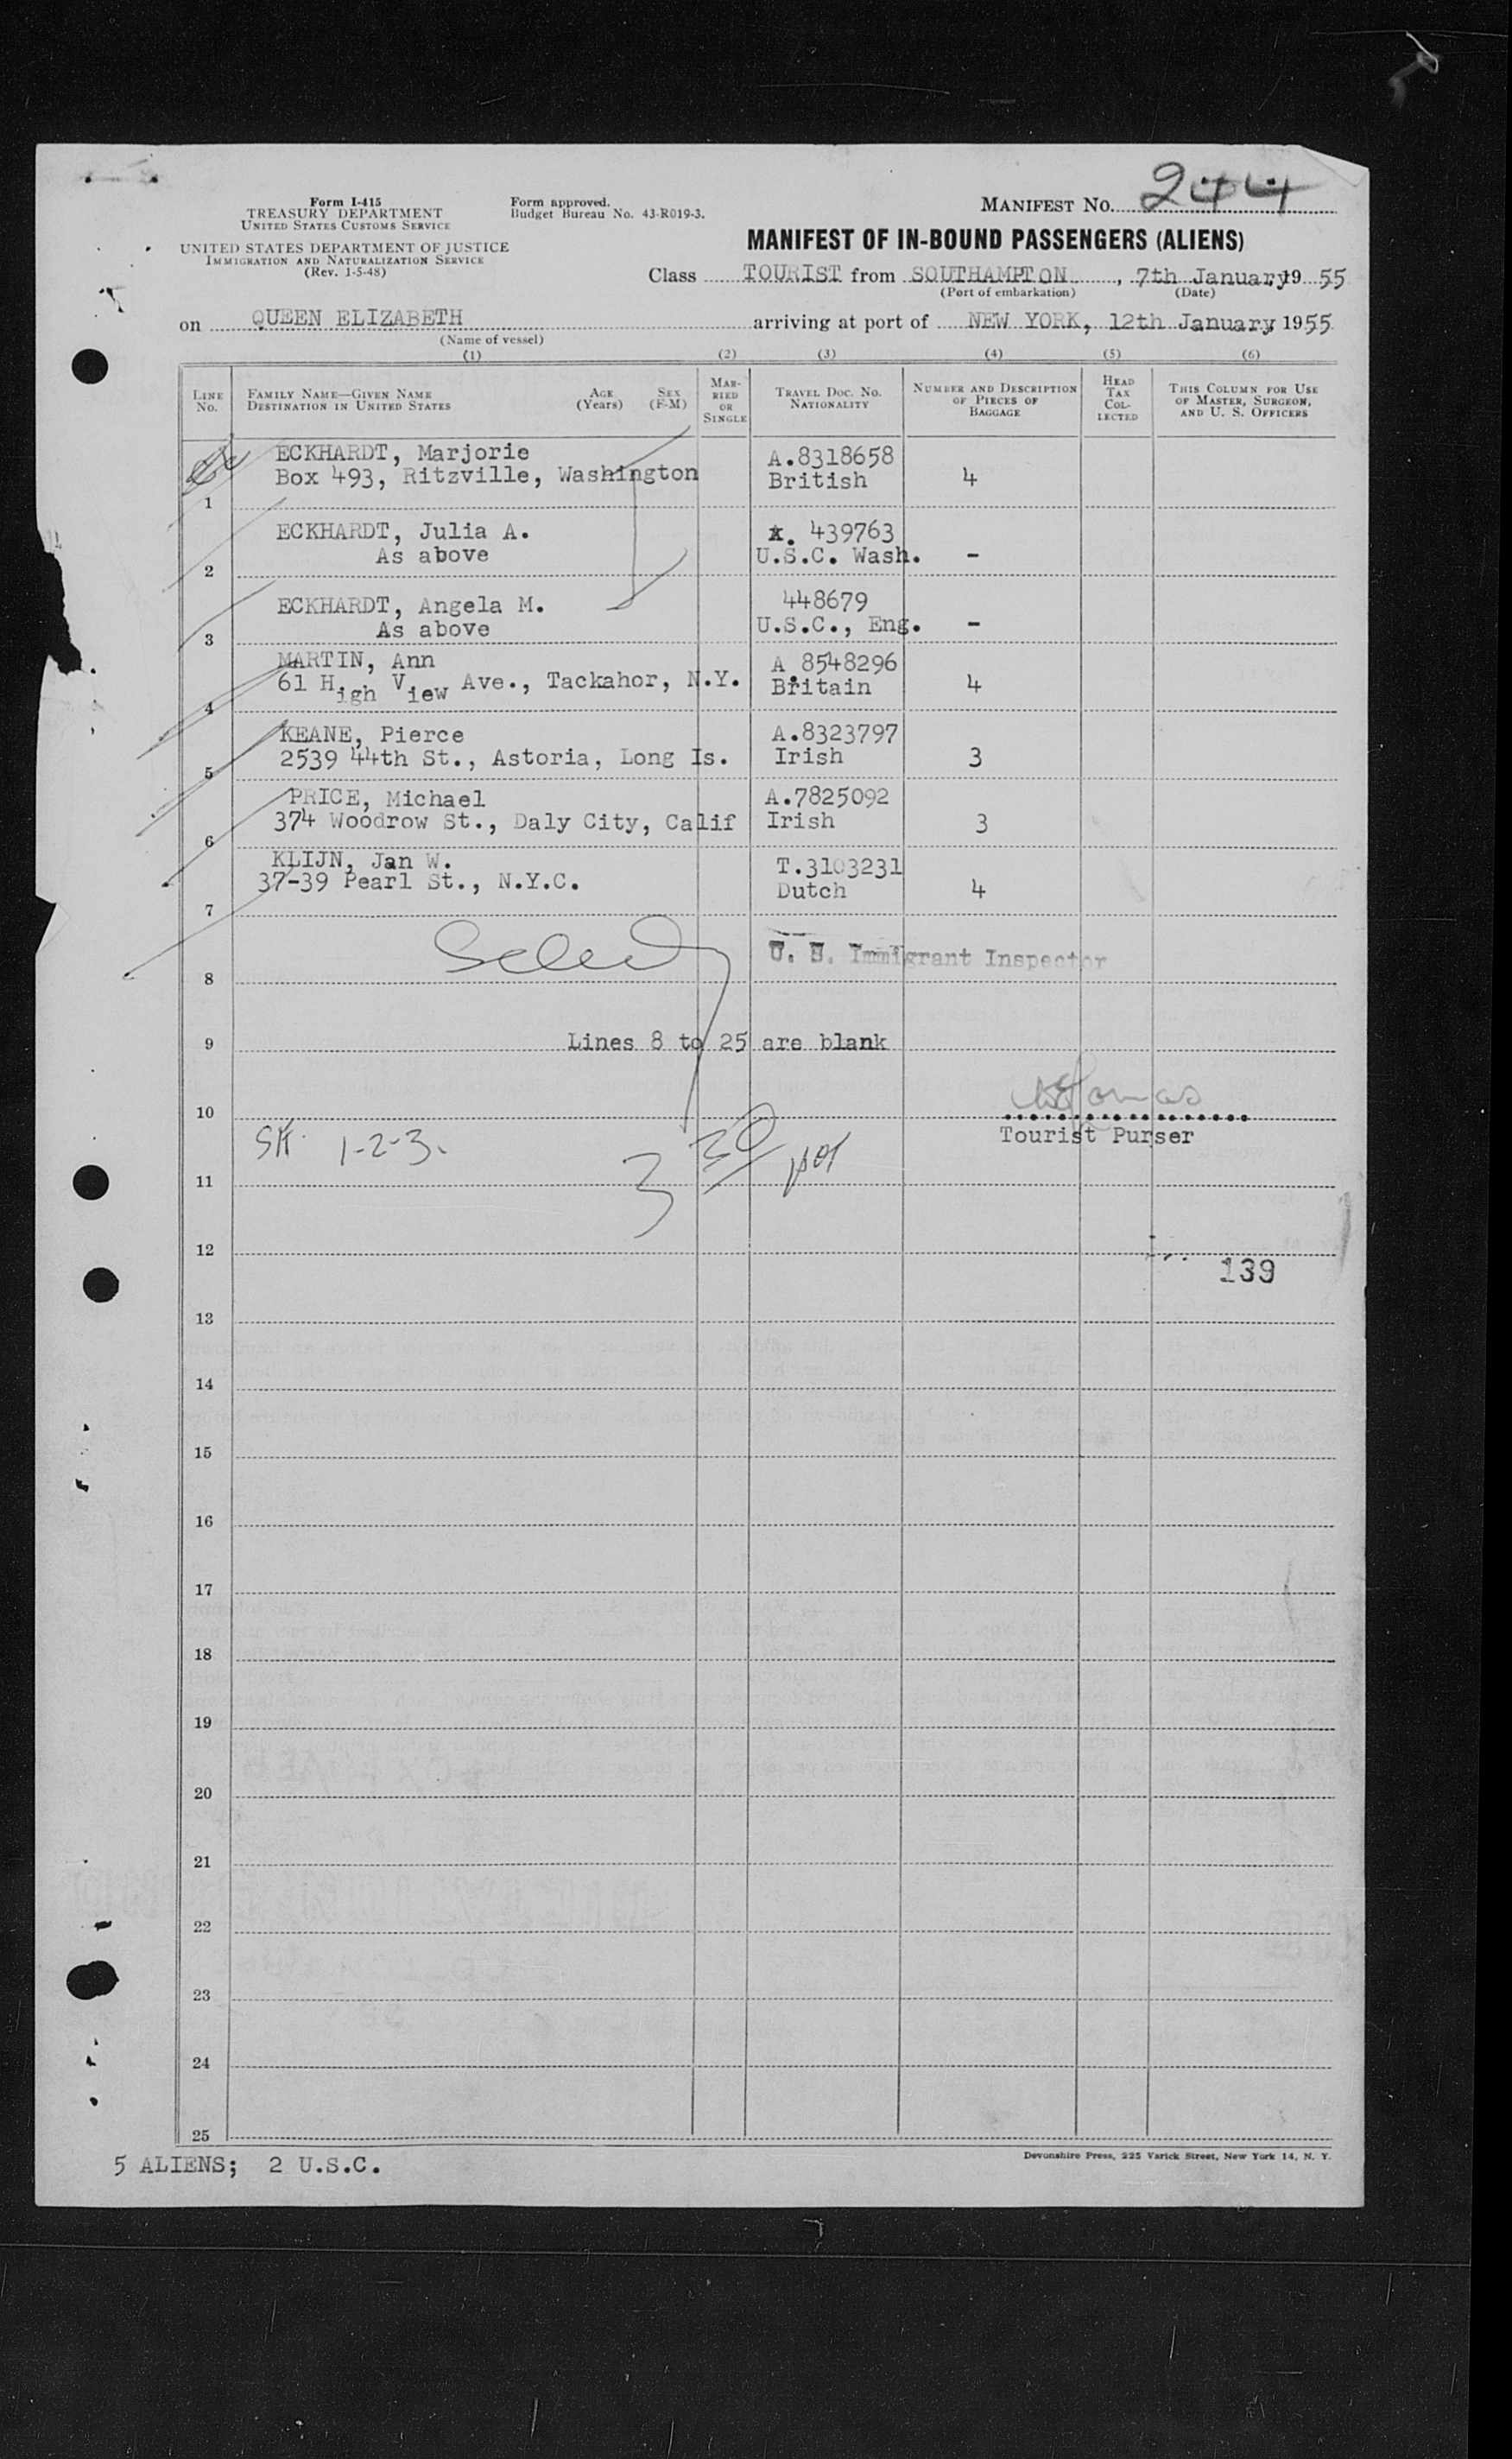 MANIFEST No. 244
Form I-415
TREASURY DEPARTMENT
UNITED STATES CUSTOMS SERVICE
UNITED STATES DEPARTMENT OF JUSTICE
IMMIGRATION AND NATURALIZATION SERVICE
(Rev. 1-5-48)
Form approved.
Budget Bureau No. 43-R019-3.
MANIFEST OF IN-BOUND PASSENGERS (ALIENS)
Class TOURIST from SOUTHAMPTON, 7th January, 1955
(Port of embarkation) (Date)
on QUEEN ELIZABETH arriving at port of NEW YORK, 12th January, 1955
(Name of vessel)
(1) (2) (3) (4) (5) (6)
LINE No. FAMILY NAME—GIVEN NAME DESTINATION IN UNITED STATES AGE (Years) SEX (F-M) MARRIED OR SINGLE TRAVEL DOC. No. NATIONALITY NUMBER AND DESCRIPTION OF PIECES OF BAGGAGE HEAD TAX COLLECTED THIS COLUMN FOR USE OF MASTER, SURGEON, AND U. S. OFFICERS
ECKHARDT, Marjorie A.8318658
1 Box 493, Ritzville, Washington British 4
ECKHARDT, Julia A. 439763
2 As above U.S.C. Wash. -
ECKHARDT, Angela M. 448679
3 As above U.S.C., Eng. -
MARTIN, Ann A.8548296
4 61 High View Ave., Tackahor, N.Y. Britain 4
KEANE, Pierce A.8323797
5 2539 44th St., Astoria, Long Is. Irish 3
PRICE, Michael A.7825092
6 374 Woodrow St., Daly City, Calif Irish 3
KLIJN, Jan W. T.3103231
7 37-39 Pearl St., N.Y.C. Dutch 4
8 U. S. Immigrant Inspector
9 Lines 8 to 25 are blank
10
Tourist Purser
SK 1-2-3.
3 30
11
12
139
13
14
15
16
17
18
19
20
21
22
23
24
25
5 ALIENS; 2 U.S.C.
Devonshire Press, 225 Varick Street, New York 14, N. Y.